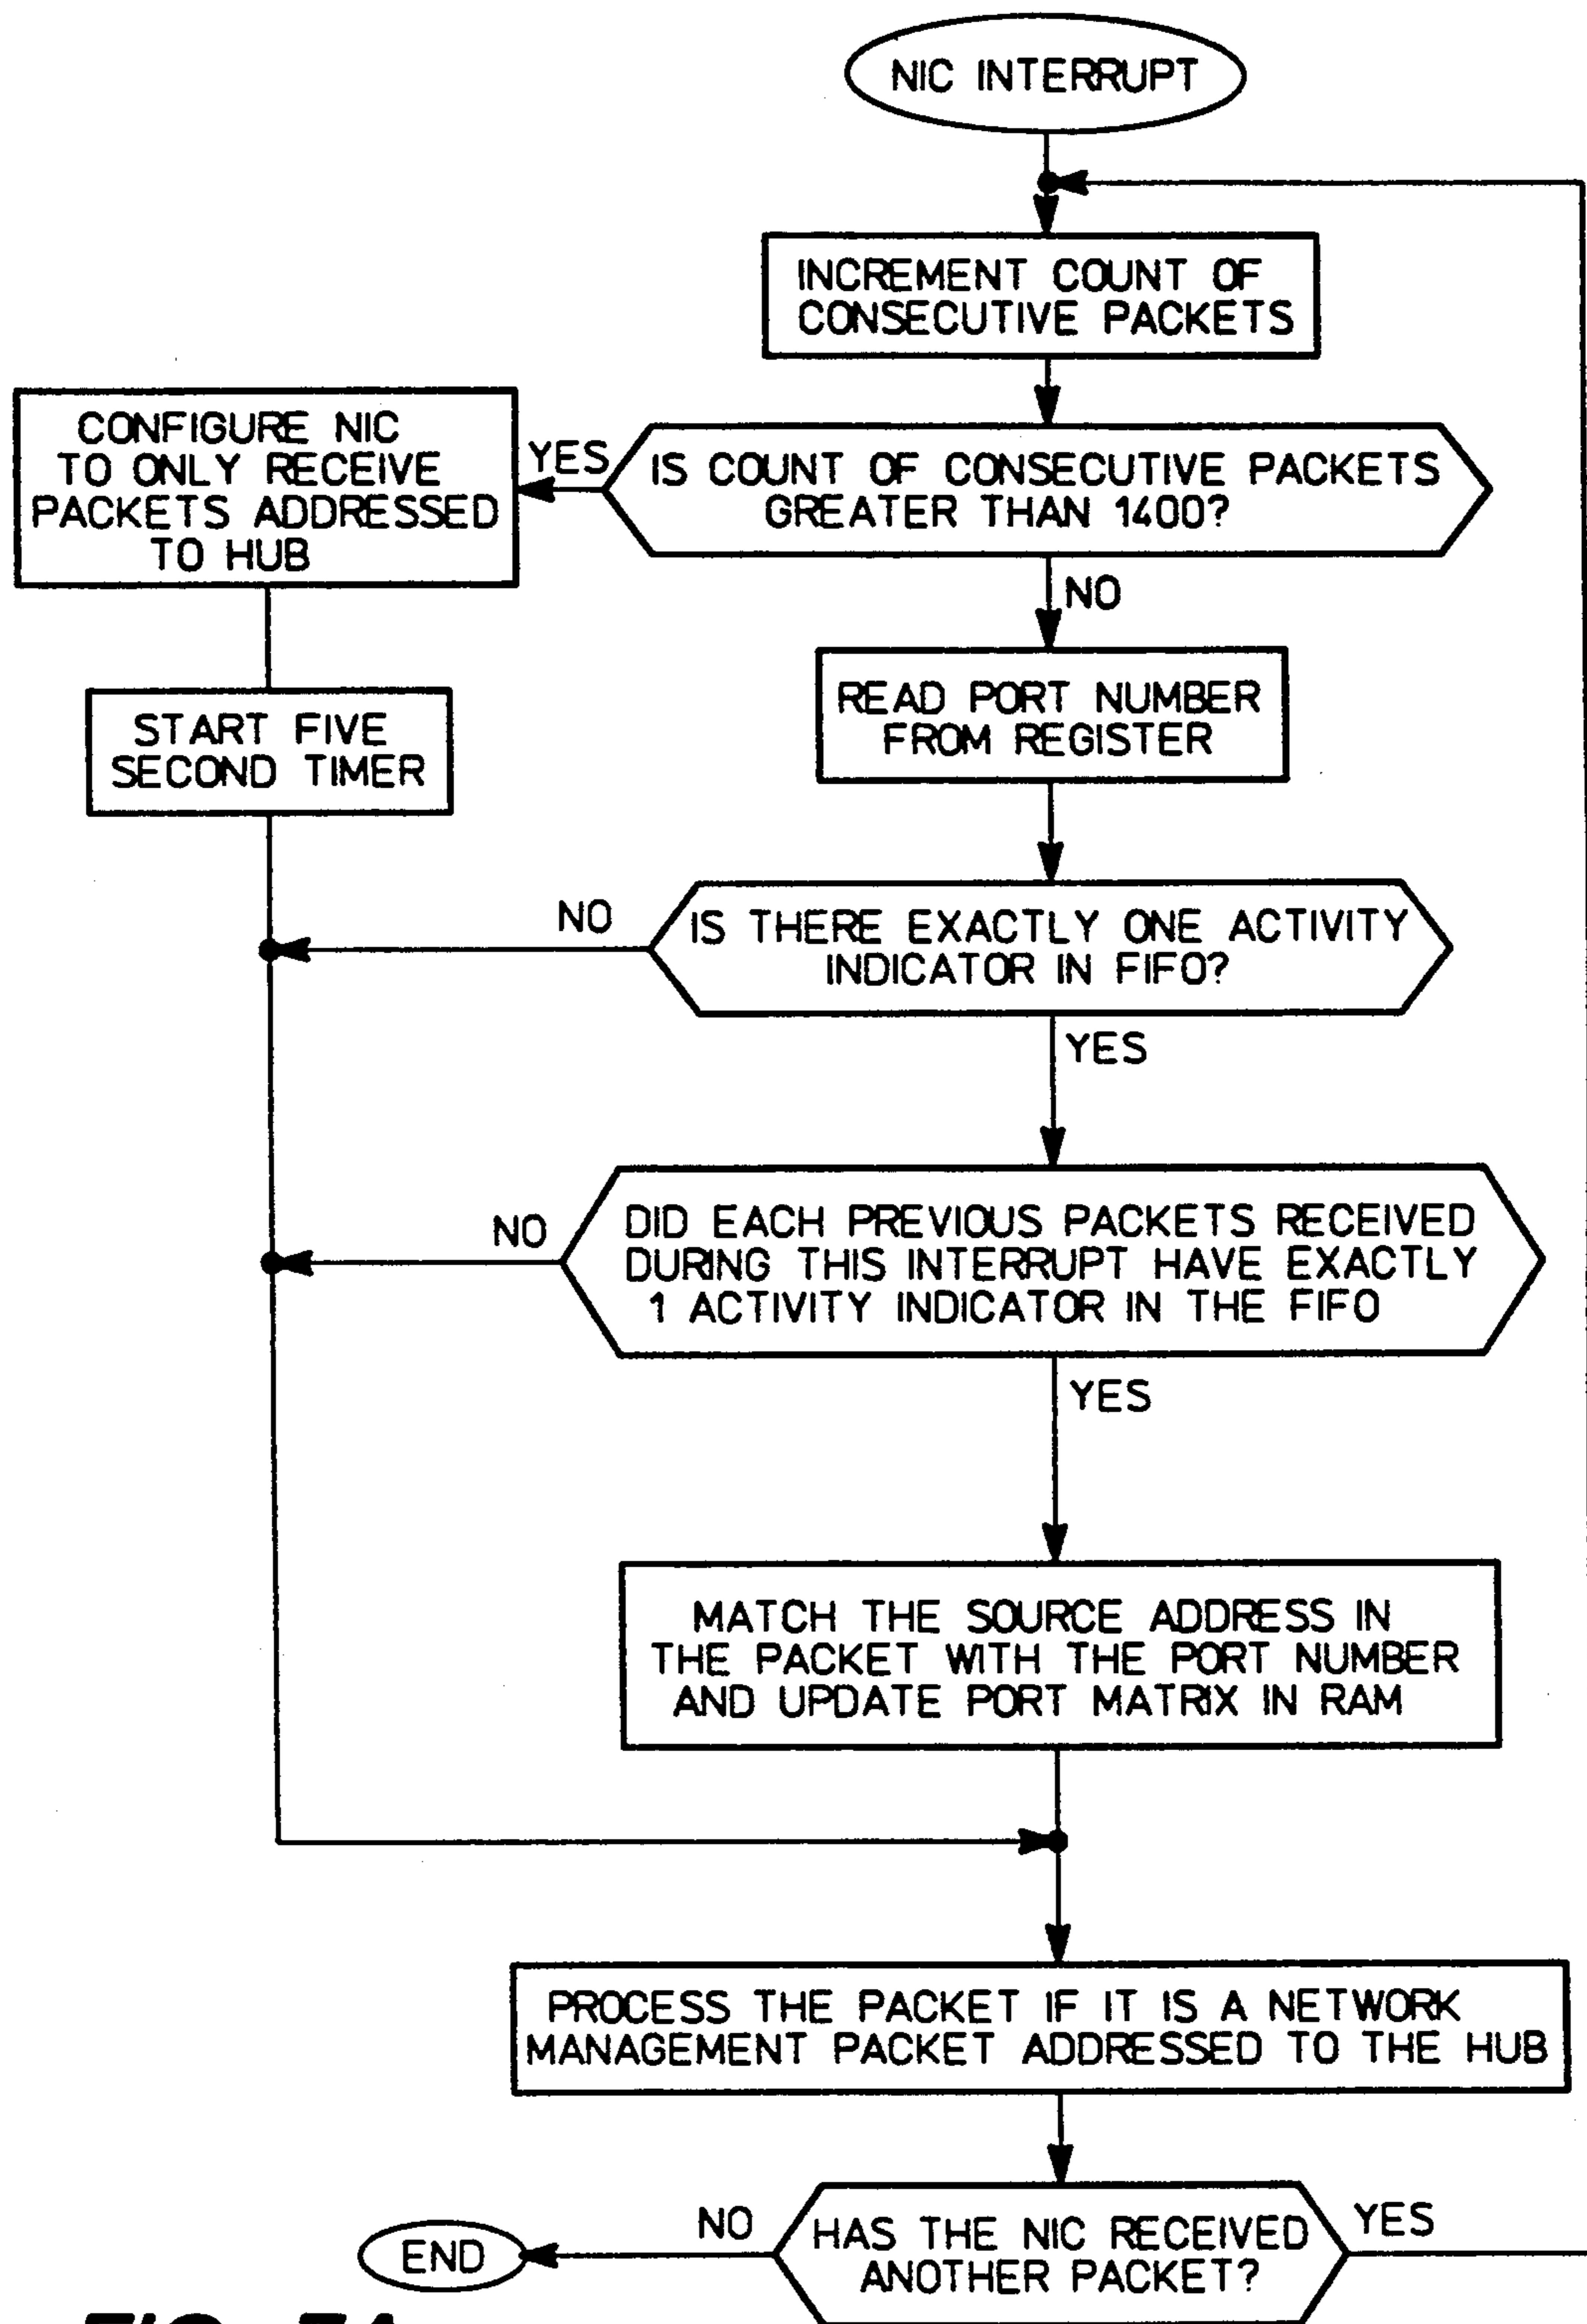 NIC INTERRUPT
INCREMENT COUNT OF
CONSECUTIVE PACKETS
IS COUNT OF CONSECUTIVE PACKETS
GREATER THAN 1400?
YES
CONFIGURE NIC
TO ONLY RECEIVE
PACKETS ADDRESSED
TO HUB
START FIVE
SECOND TIMER
NO
READ PORT NUMBER
FROM REGISTER
IS THERE EXACTLY ONE ACTIVITY
INDICATOR IN FIFO?
NO
YES
DID EACH PREVIOUS PACKETS RECEIVED
DURING THIS INTERRUPT HAVE EXACTLY
1 ACTIVITY INDICATOR IN THE FIFO
NO
YES
MATCH THE SOURCE ADDRESS IN
THE PACKET WITH THE PORT NUMBER
AND UPDATE PORT MATRIX IN RAM
PROCESS THE PACKET IF IT IS A NETWORK
MANAGEMENT PACKET ADDRESSED TO THE HUB
HAS THE NIC RECEIVED
ANOTHER PACKET?
NO
YES
END